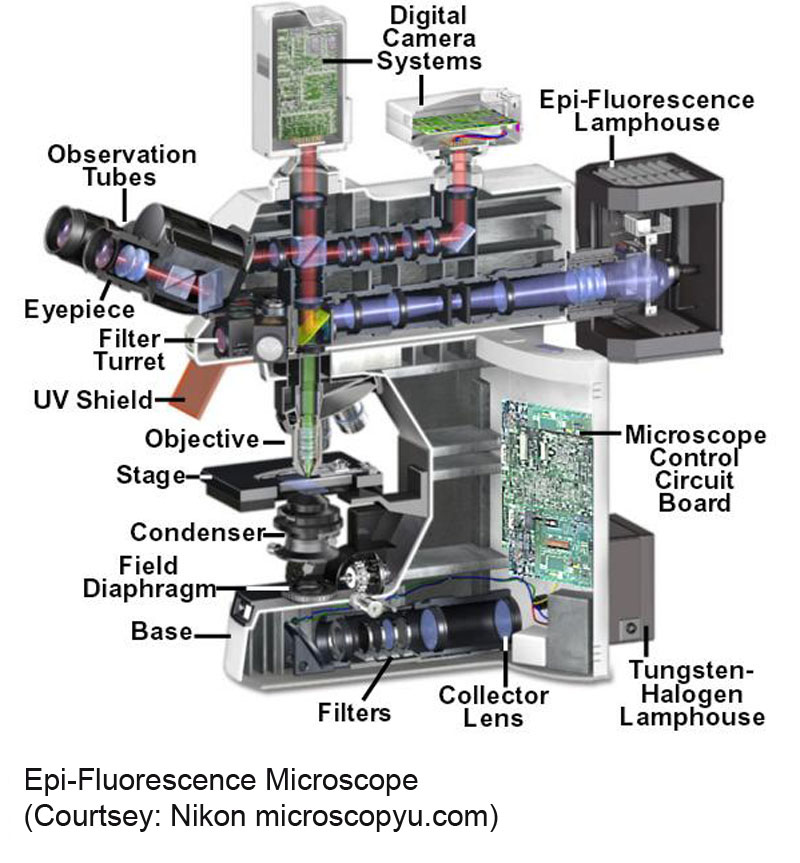 Digital
Camera
Systems
Epi-Fluorescence
Lamphouse
Observation
Tubes
Eyepiece
Filter
Turret
UV Shield
Objective
Stage
Microscope
Control
Circuit
Board
Condenser
Field
Diaphragm
Base
Filters
Collector
Lens
Tungsten-
Halogen
Lamphouse
Epi-Fluorescence Microscope
(Courtsey: Nikon microscopyu.com)